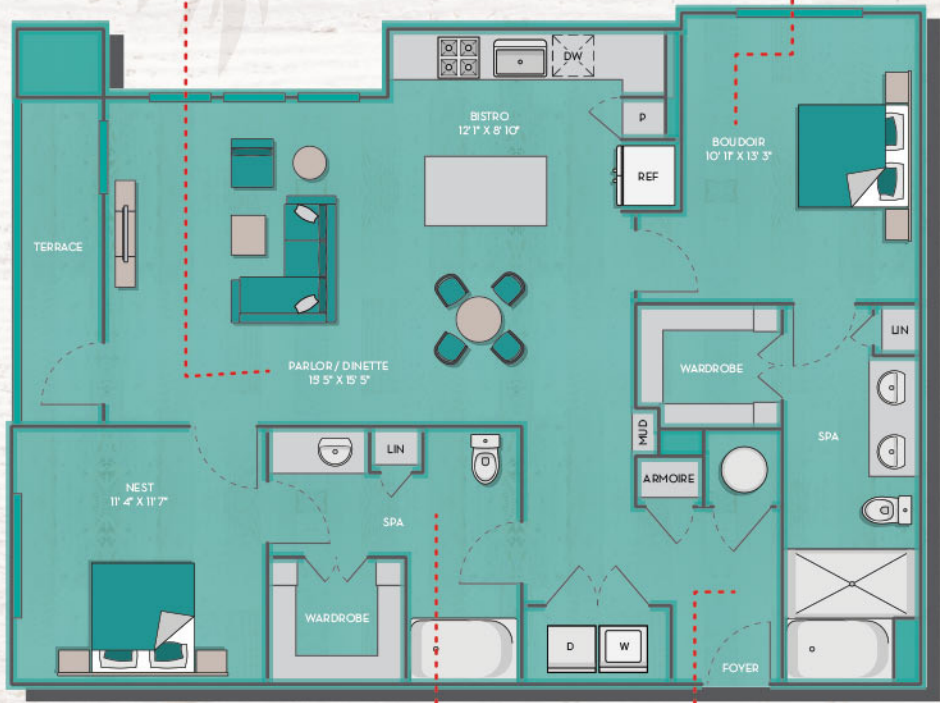 DW
BISTRO
12' 1" X 8' 10"
P
BOUDOIR
10' 11" X 13' 3"
REF
TERRACE
PARLOR / DINETTE
15' 5" X 15' 5"
WARDROBE
LIN
MUD
SPA
LIN
ARMOIRE
NEST
11' 4" X 11' 7"
SPA
WARDROBE
D
W
FOYER